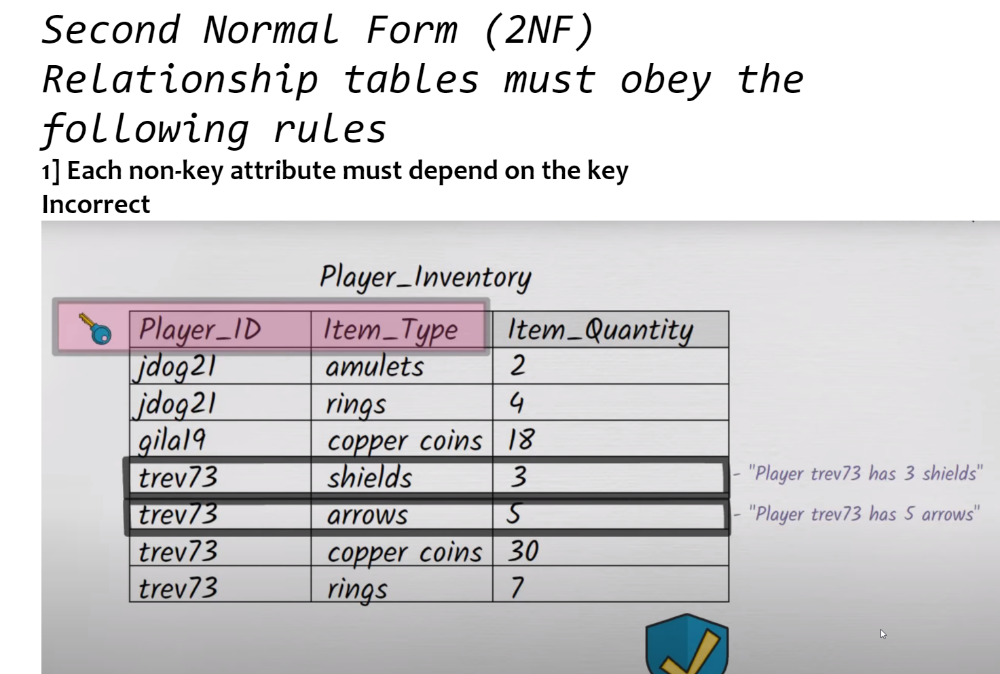 Second Normal Form (2NF)
Relationship tables must obey the
following rules
1] Each non-key attribute must depend on the key
Incorrect
Player_Inventory
Player_ID Item_Type Item_Quantity
jdog21 amulets 2
jdog21 rings 4
gila19 copper coins 18
trev73 shields 3 - "Player trev73 has 3 shields"
trev73 arrows 5 - "Player trev73 has 5 arrows"
trev73 copper coins 30
trev73 rings 7